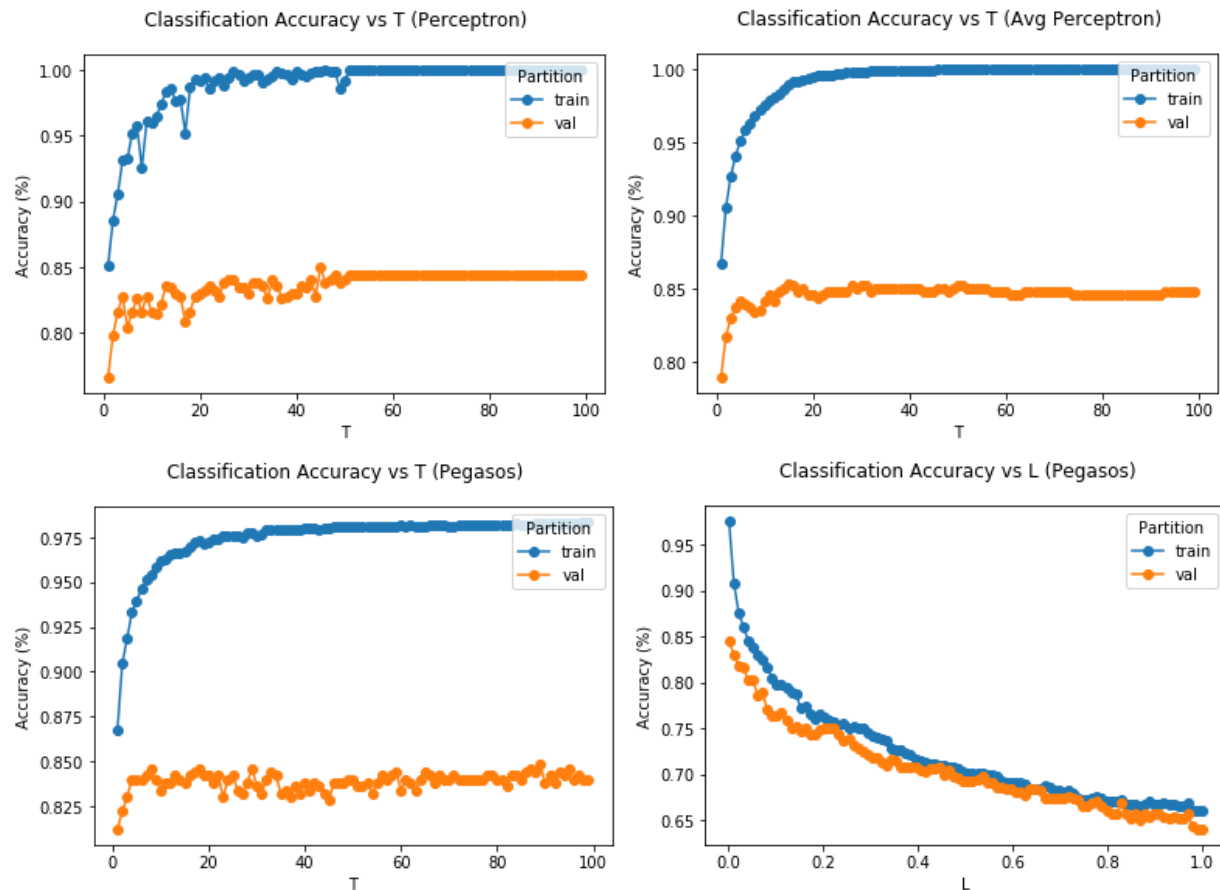 Classification Accuracy vs T (Perceptron)
Accuracy (%)
1.00
0.95
0.90
0.85
0.80
0 20 40 60 80 100
T
Partition
train
val
Classification Accuracy vs T (Avg Perceptron)
Accuracy (%)
1.00
0.95
0.90
0.85
0.80
0 20 40 60 80 100
T
Partition
train
val
Classification Accuracy vs T (Pegasos)
Accuracy (%)
0.975
0.950
0.925
0.900
0.875
0.850
0.825
0 20 40 60 80 100
T
Partition
train
val
Classification Accuracy vs L (Pegasos)
Accuracy (%)
0.95
0.90
0.85
0.80
0.75
0.70
0.65
0.0 0.2 0.4 0.6 0.8 1.0
L
Partition
train
val